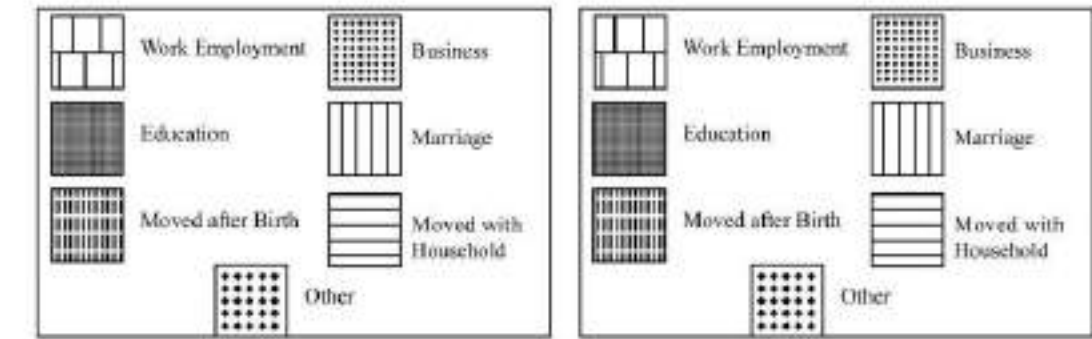 Work Employment
Business
Education
Marriage
Moved after Birth
Moved with
Household
Other
Work Employment
Business
Education
Marriage
Moved after Birth
Moved with
Household
Other